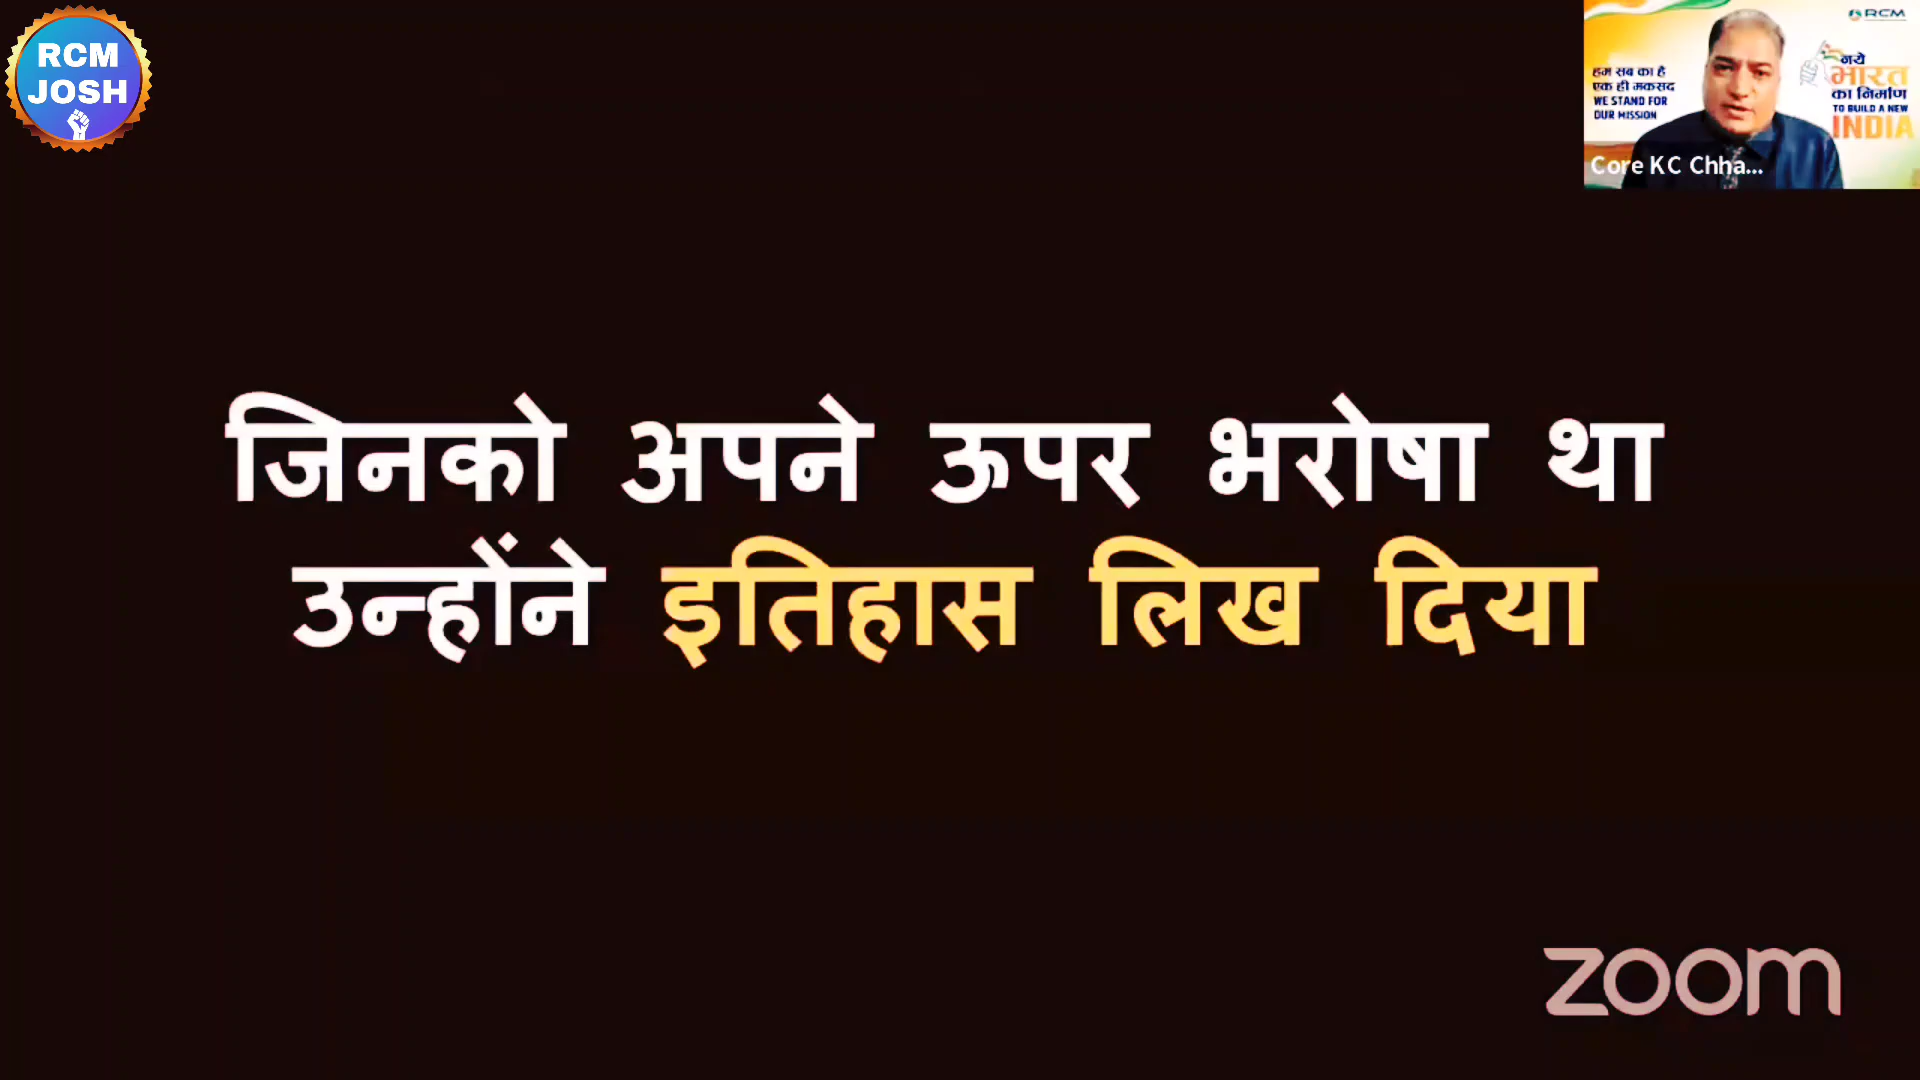 RCM
JOSH
RCM
हम सब का है
एक ही मकसद
WE STAND FOR
OUR MISSION
नये
भारत
का निर्माण
TO BUILD A NEW
INDIA
Core KC Chha...
जिनको अपने ऊपर भरोषा था
उन्होंने इतिहास लिख दिया
zoom